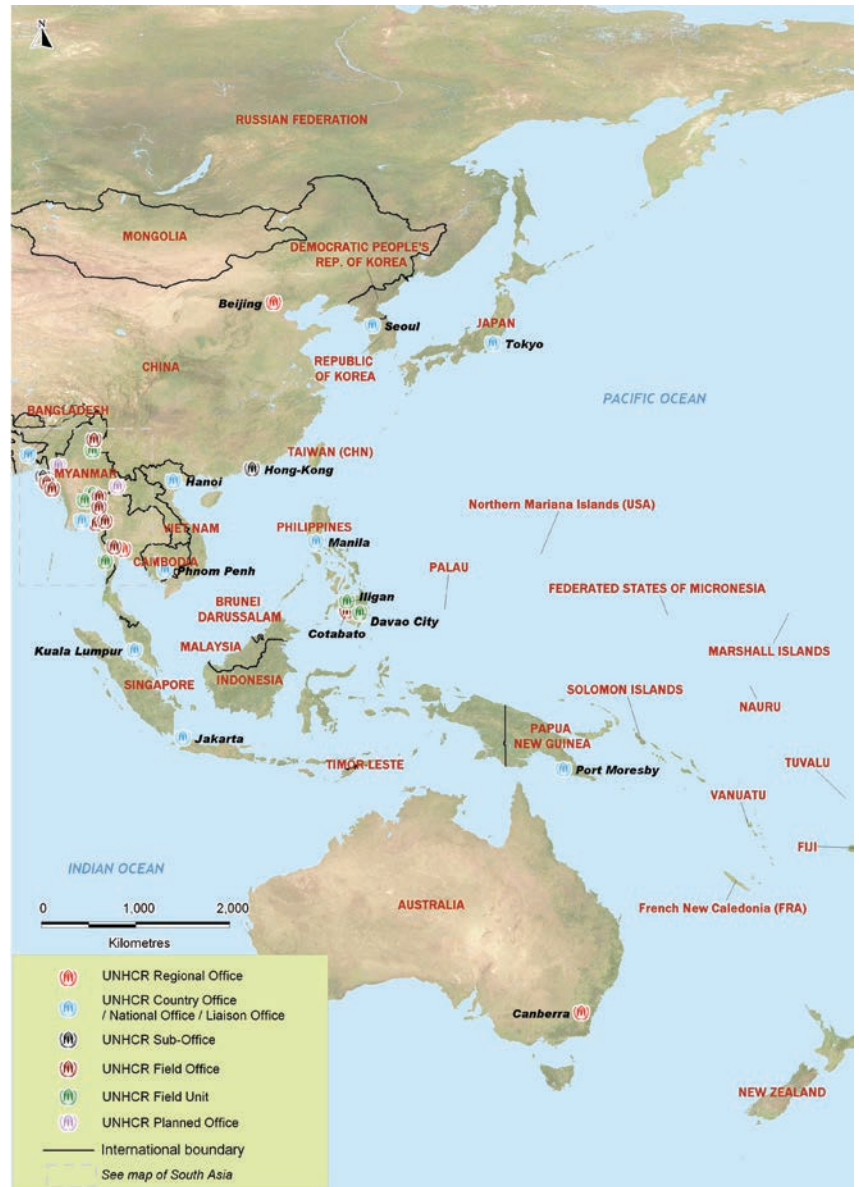 N
RUSSIAN FEDERATION
MONGOLIA
DEMOCRATIC PEOPLE'S
REP. OF KOREA
Beijing
Seoul
JAPAN
Tokyo
CHINA
REPUBLIC
OF KOREA
PACIFIC OCEAN
BANGLADESH
TAIWAN (CHN)
MYANMAR
Hanoi
Hong-Kong
Northern Mariana Islands (USA)
VIETNAM
PHILIPPINES
Manila
CAMBODIA
Phnom Penh
PALAU
FEDERATED STATES OF MICRONESIA
Iligan
BRUNEI
DARUSSALAM
Davao City
Cotabato
MALAYSIA
Kuala Lumpur
MARSHALL ISLANDS
SINGAPORE
INDONESIA
SOLOMON ISLANDS
NAURU
PAPUA
NEW GUINEA
Jakarta
TIMOR-LESTE
Port Moresby
TUVALU
VANUATU
FIJI
INDIAN OCEAN
AUSTRALIA
French New Caledonia (FRA)
0 1,000 2,000
Kilometres
UNHCR Regional Office
UNHCR Country Office
/ National Office / Liaison Office
UNHCR Sub-Office
UNHCR Field Office
UNHCR Field Unit
UNHCR Planned Office
International boundary
See map of South Asia
Canberra
NEW ZEALAND